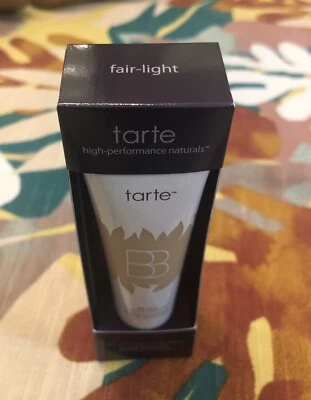 fair-light
tarte
high-performance naturals™
tarte™
BB